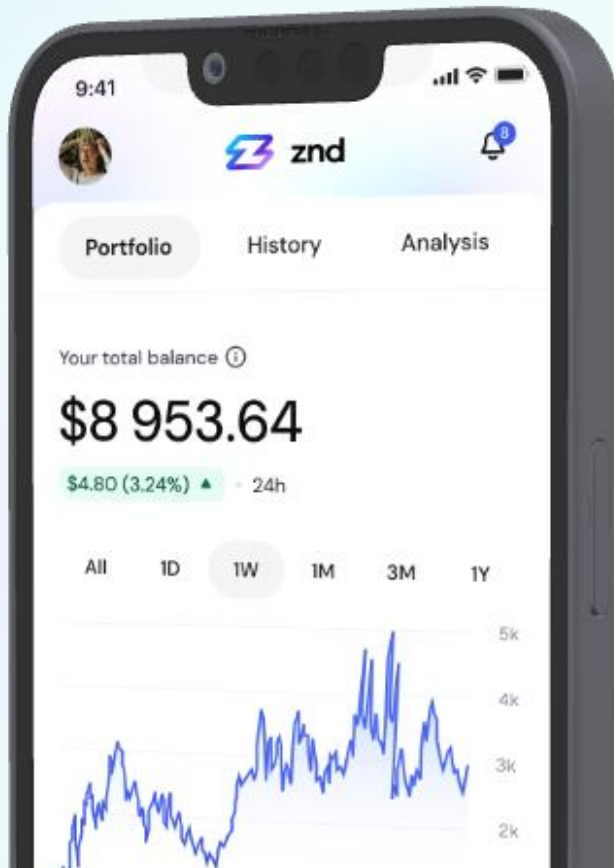 9:41
znd
8
Portfolio History Analysis
Your total balance
$8 953.64
$4.80 (3.24%) ▲ 24h
All 1D 1W 1M 3M 1Y
5k
4k
3k
2k